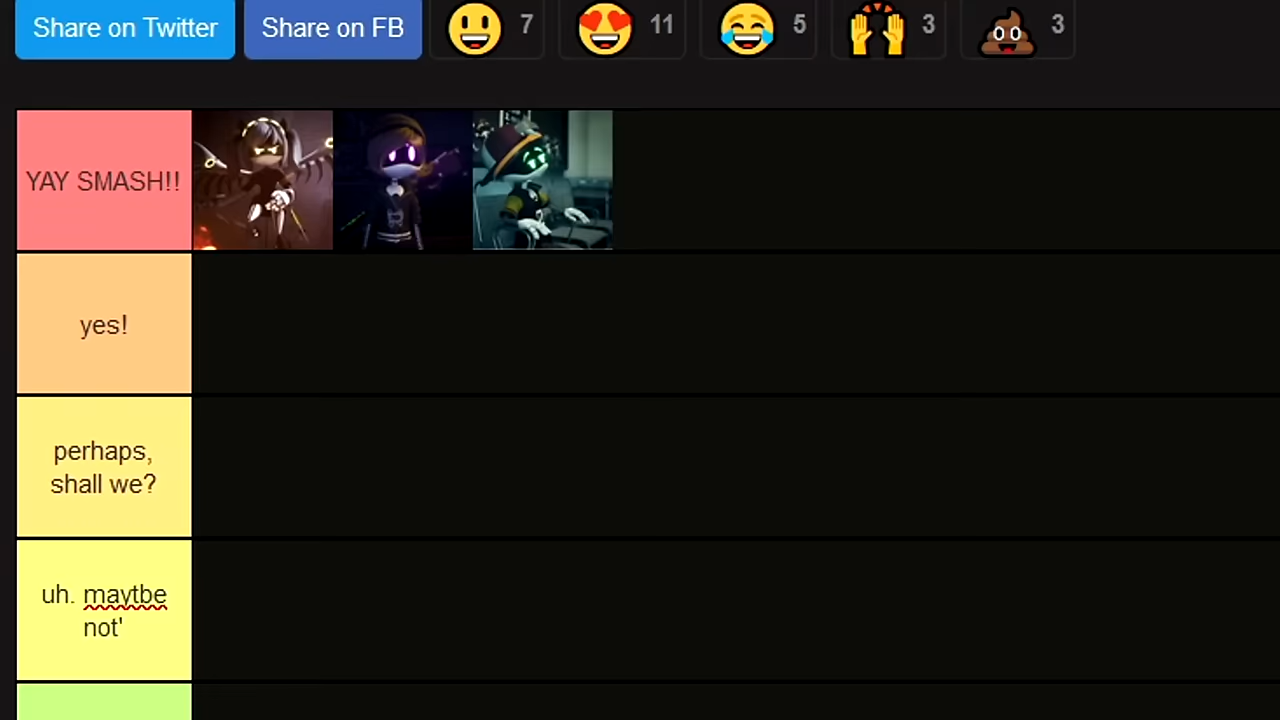 Share on Twitter Share on FB 7 11 5 3 3
YAY SMASH!!
yes!
perhaps,
shall we?
uh. maytbe
not'